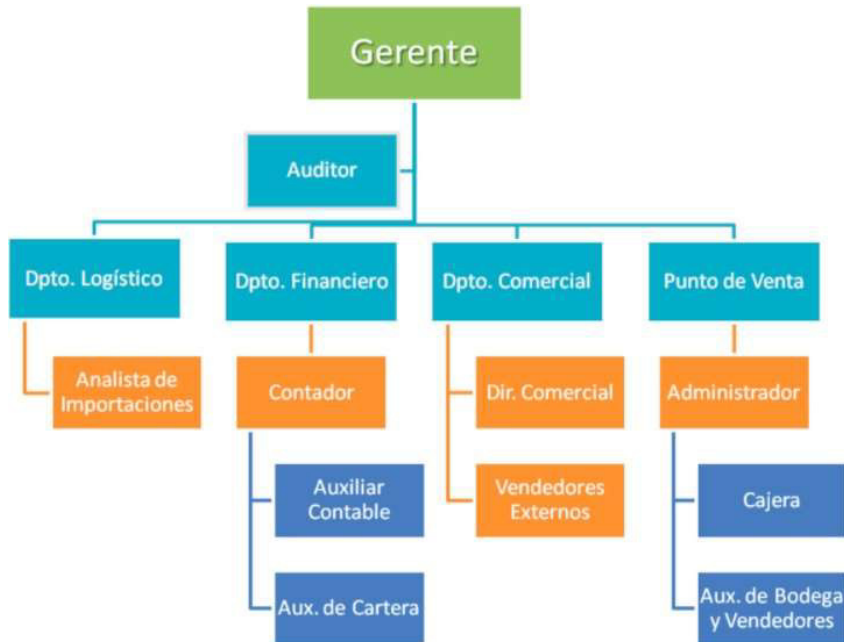 Gerente
Auditor
Dpto. Logístico
Dpto. Financiero
Dpto. Comercial
Punto de Venta
Analista de
Importaciones
Contador
Dir. Comercial
Administrador
Auxiliar
Contable
Vendedores
Externos
Cajera
Aux. de Cartera
Aux. de Bodega
y Vendedores